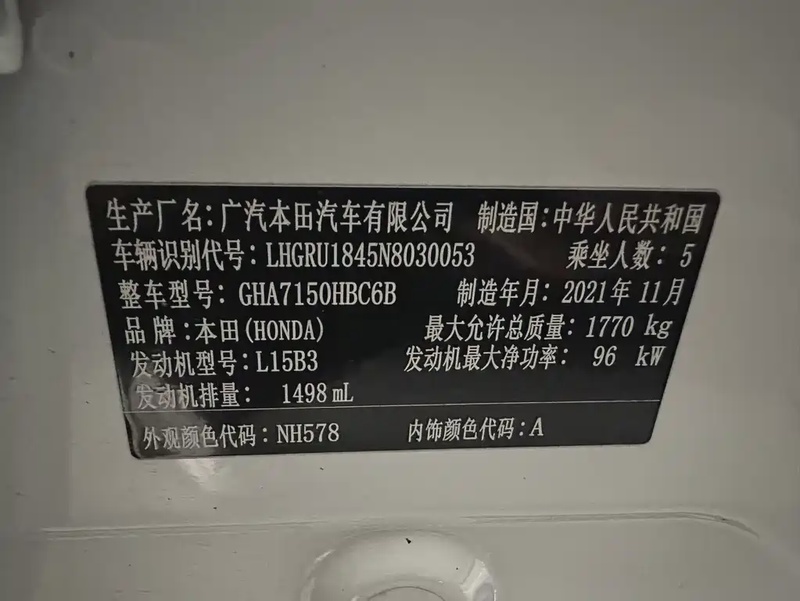 生产厂名：广汽本田汽车有限公司 制造国：中华人民共和国
车辆识别代号：LHGRU1845N8030053 乘坐人数：5
整车型号：GHA7150HBC6B 制造年月：2021年11月
品牌：本田(HONDA) 最大允许总质量：1770 kg
发动机型号：L15B3 发动机最大净功率：96 kW
发动机排量：1498 mL
外观颜色代码：NH578 内饰颜色代码：A